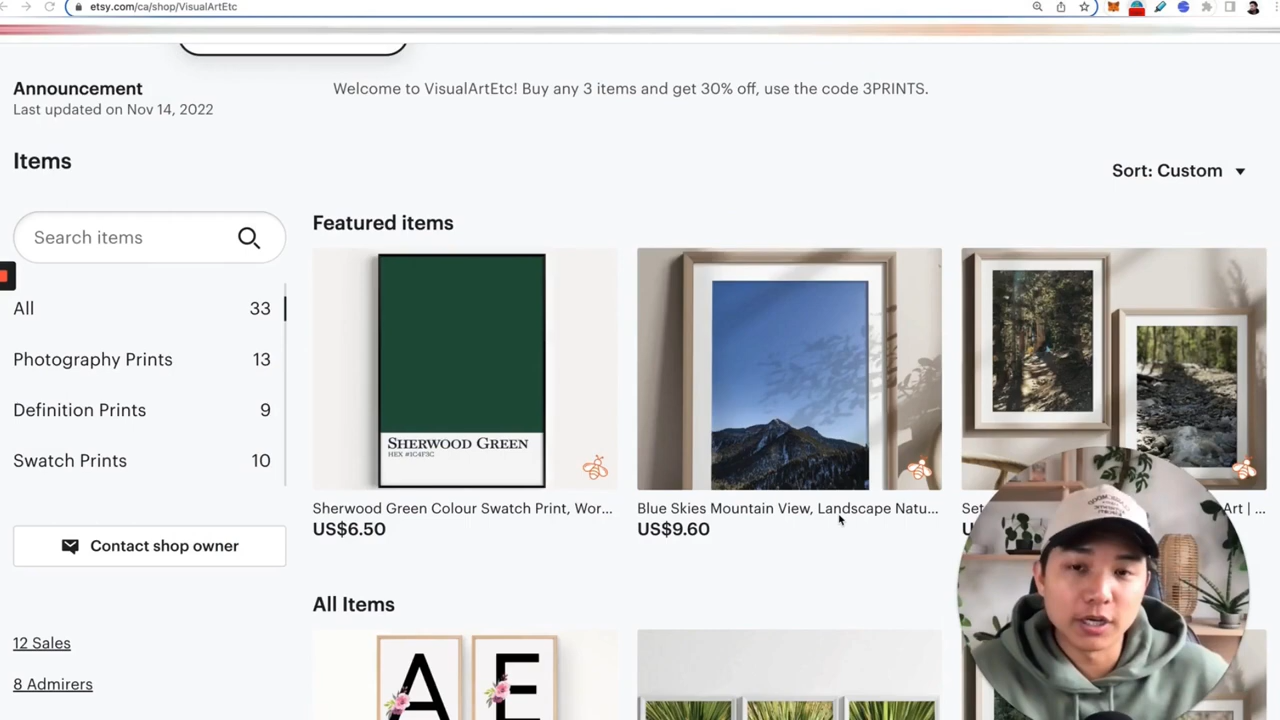 etsy.com/ca/shop/VisualArtEtc
Announcement
Last updated on Nov 14, 2022
Welcome to VisualArtEtc! Buy any 3 items and get 30% off, use the code 3PRINTS.
Items
Sort: Custom
Search items
All 33
Photography Prints 13
Definition Prints 9
Swatch Prints 10
Contact shop owner
12 Sales
8 Admirers
Featured items
SHERWOOD GREEN
HEX #1C4F3C
Sherwood Green Colour Swatch Print, Wor...
US$6.50
Blue Skies Mountain View, Landscape Natu...
US$9.60
Set
Art | ...
All Items
A E